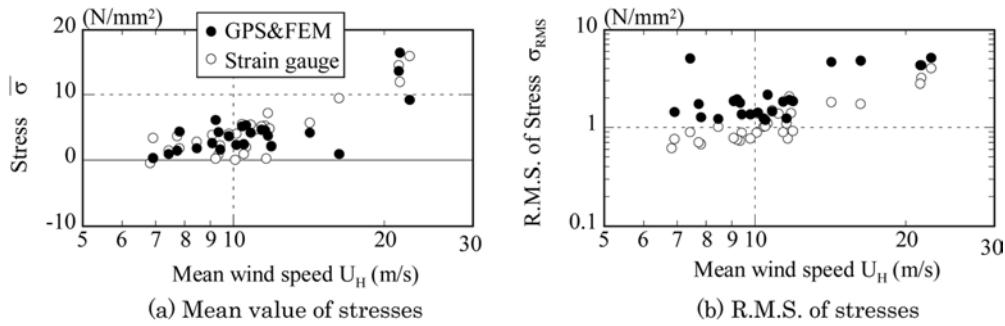 (N/mm²)
20
10
0
-10
Stress σ̅
GPS&FEM
Strain gauge
5 6 7 8 9 10 20 30
Mean wind speed U_H (m/s)
(a) Mean value of stresses
(N/mm²)
10
1
0.1
R.M.S. of Stress σ_RMS
5 6 7 8 9 10 20 30
Mean wind speed U_H (m/s)
(b) R.M.S. of stresses